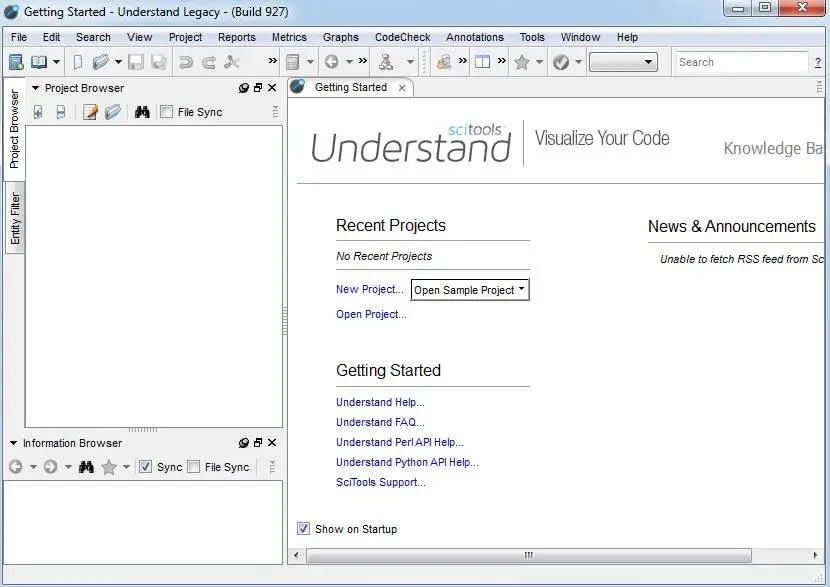 Getting Started - Understand Legacy - (Build 927)
File Edit Search View Project Reports Metrics Graphs CodeCheck Annotations Tools Window Help
Search ?
Project Browser
Entity Filter
Project Browser
File Sync
Getting Started
scitools
Understand
Visualize Your Code
Knowledge Ba
Recent Projects
No Recent Projects
New Project... Open Sample Project
Open Project...
News & Announcements
Unable to fetch RSS feed from Sc
Getting Started
Understand Help...
Understand FAQ...
Understand Perl API Help...
Understand Python API Help...
SciTools Support...
Information Browser
Sync File Sync
Show on Startup